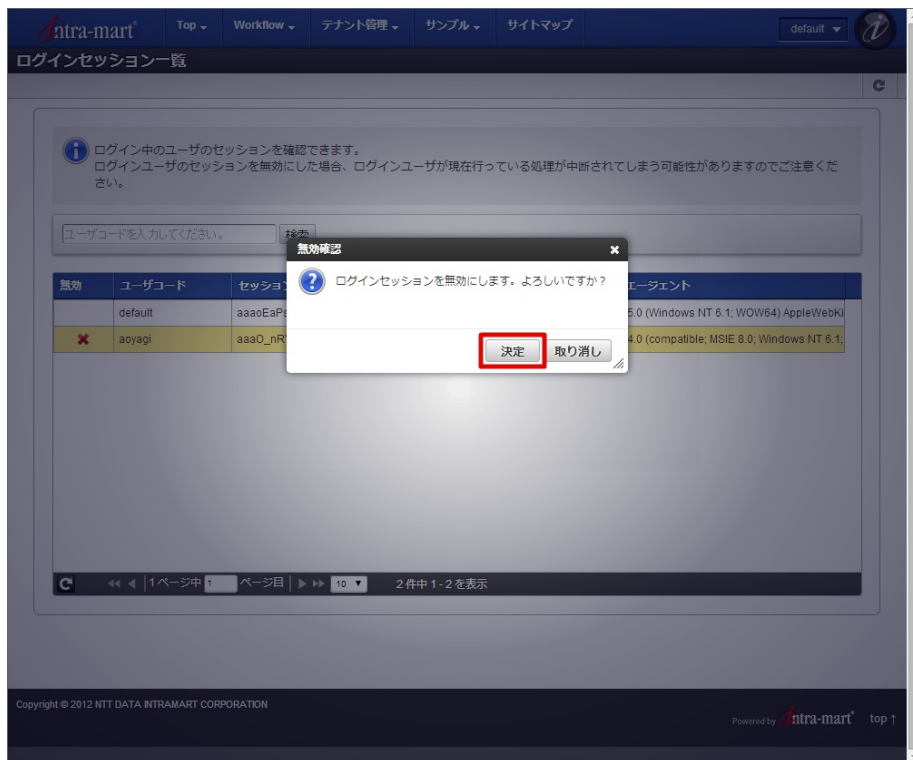 intra-mart
Top
Workflow
テナント管理
サンプル
サイトマップ
default
ログインセッション一覧
ログイン中のユーザのセッションを確認できます。
ログインユーザのセッションを無効にした場合、ログインユーザが現在行っている処理が中断されてしまう可能性がありますのでご注意くだ
さい。
ユーザコードを入力してください。
検索
無効確認
ログインセッションを無効にします。よろしいですか?
決定
取り消し
無効 ユーザコード セッション エージェント
default aaaoEaPs 5.0 (Windows NT 6.1; WOW64) AppleWebKi
aoyagi aaaO_nR 4.0 (compatible; MSIE 8.0; Windows NT 6.1;
1ページ中 1 ページ目 10 2 件中 1 - 2 を表示
Copyright © 2012 NTT DATA INTRAMART CORPORATION
Powered by intra-mart top ↑